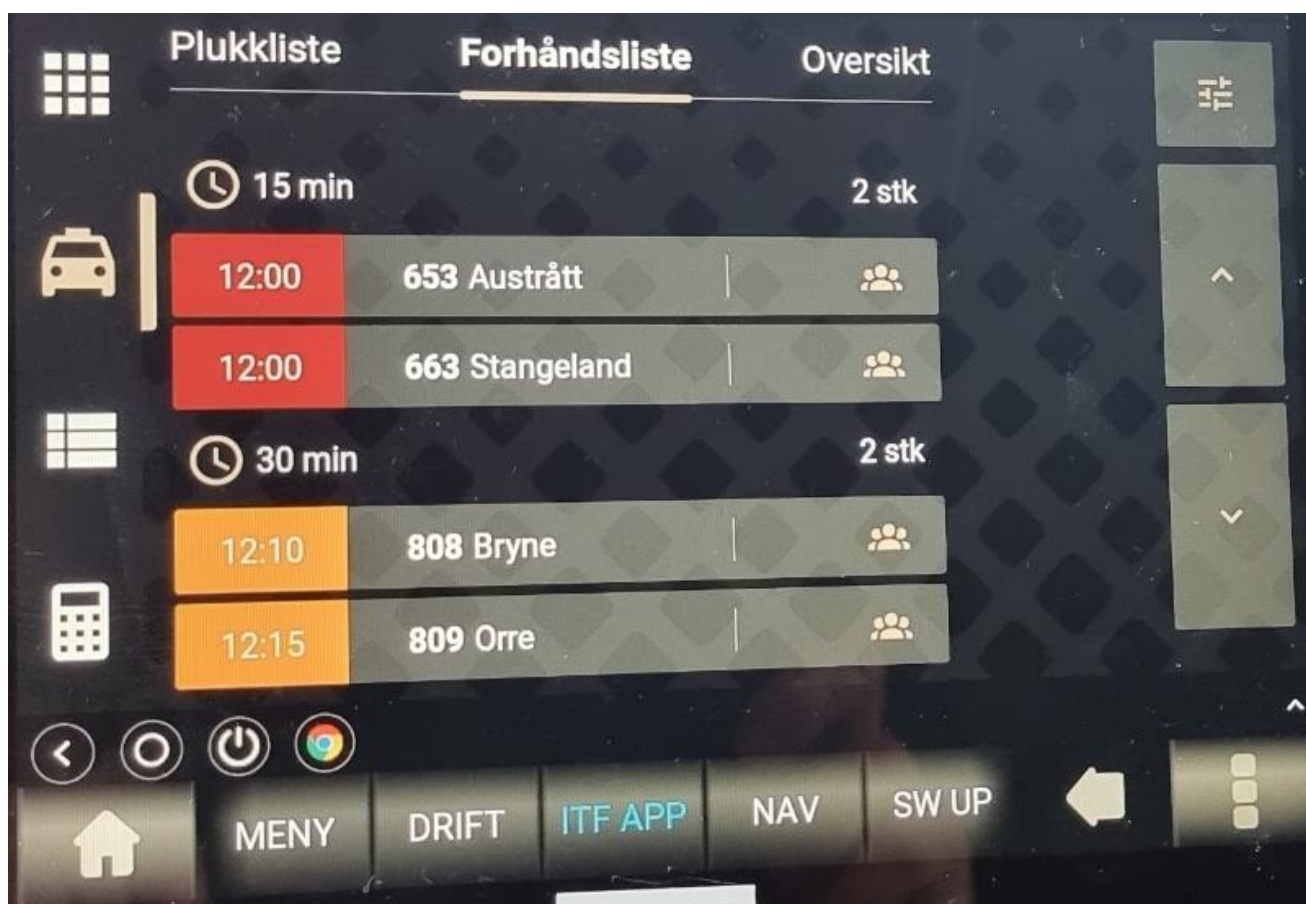 Plukkliste Forhåndsliste Oversikt
15 min 2 stk
12:00 653 Austrått
12:00 663 Stangeland
30 min 2 stk
12:10 808 Bryne
12:15 809 Orre
MENY DRIFT ITF APP NAV SW UP